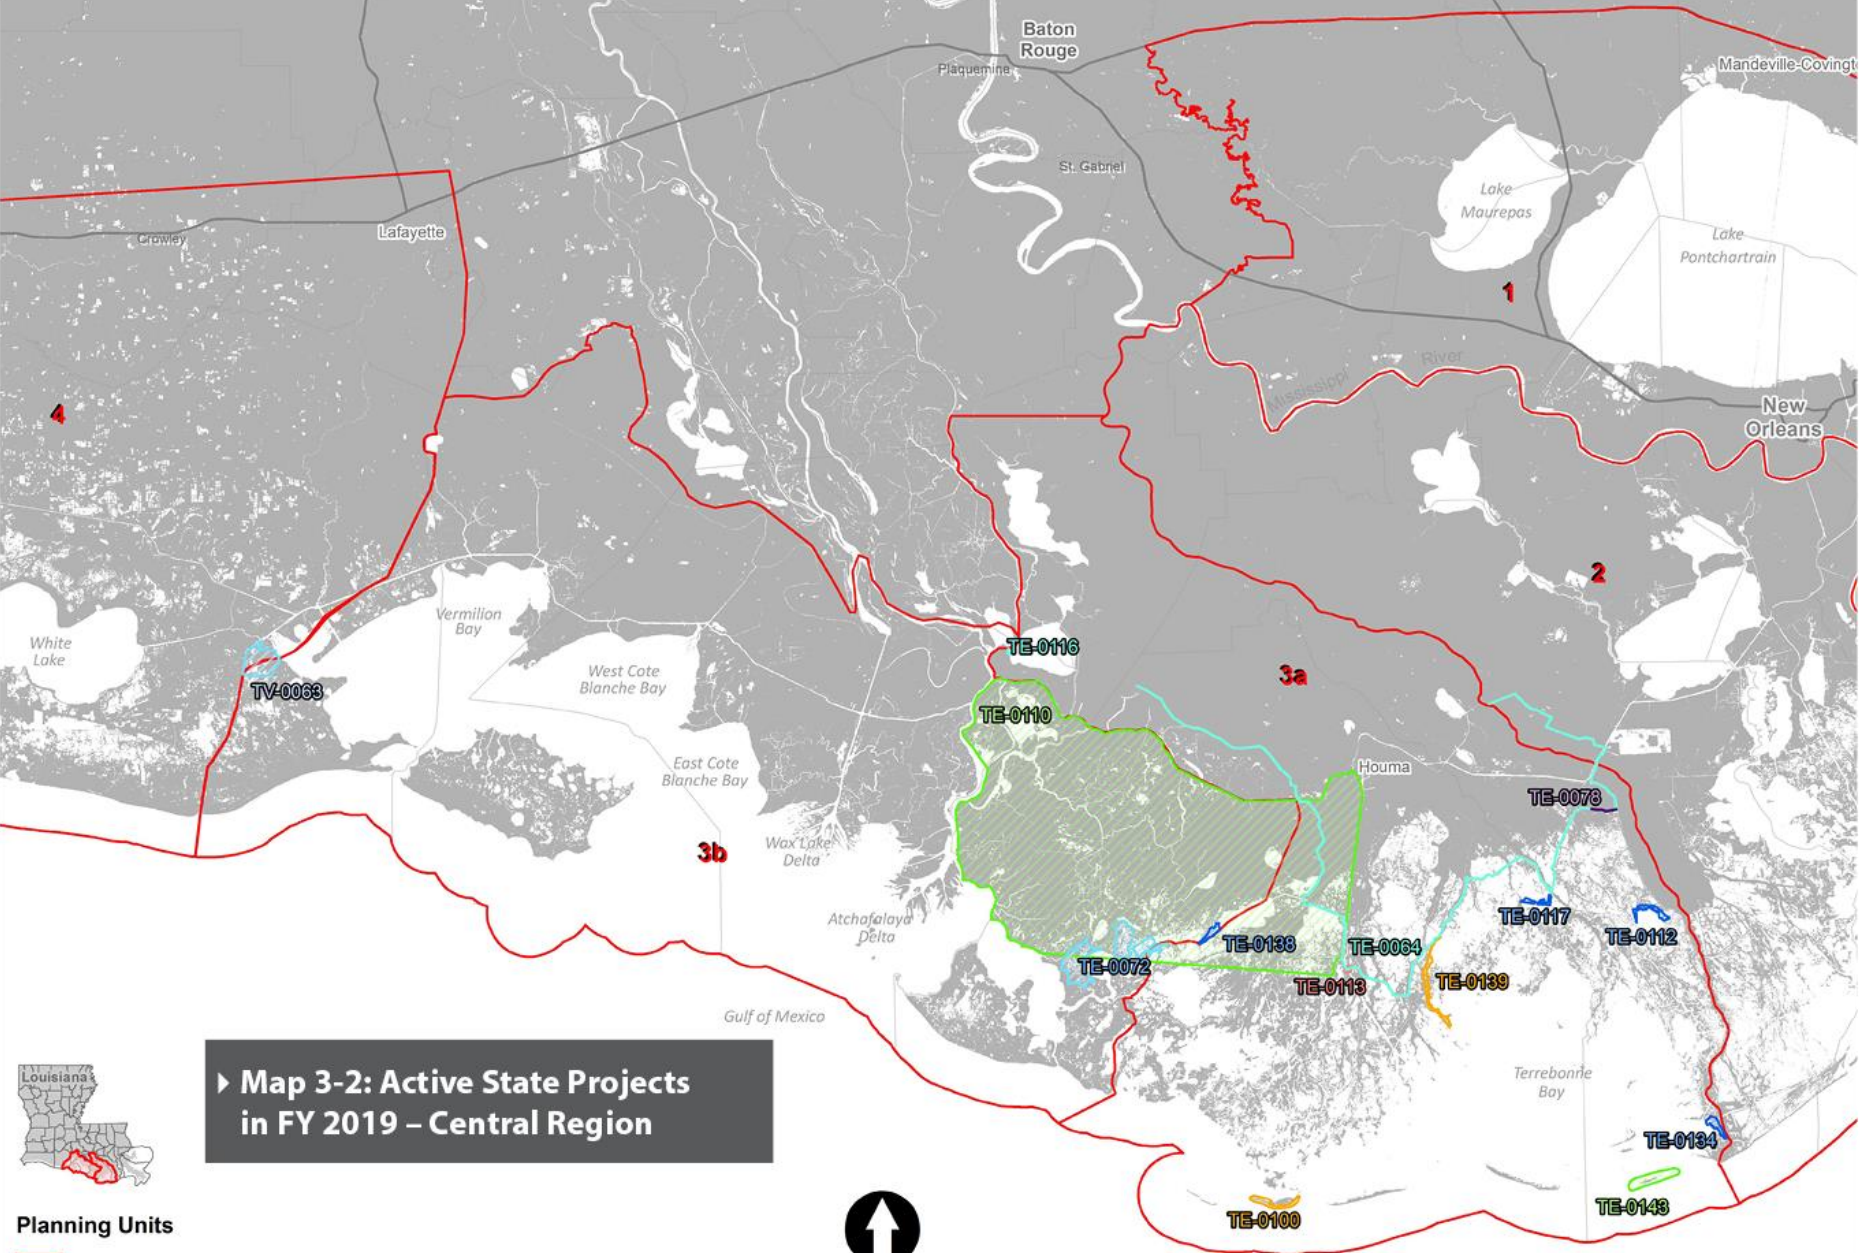 Baton
Rouge
Plaquemine
Mandeville-Covingt
St. Gabriel
Lake
Maurepas
Lafayette
Crowley
Lake
Pontchartrain
1
River
Mississippi
4
New
Orleans
2
Vermilion
Bay
White
Lake
TE-0116
West Cote
Blanche Bay
3a
TV-0063
TE-0110
East Cote
Blanche Bay
Houma
TE-0078
3b
Wax Lake
Delta
Atchafalaya
Delta
TE-0117
TE-0112
TE-0138
TE-0064
TE-0072
TE-0113
TE-0139
Gulf of Mexico
Map 3-2: Active State Projects
in FY 2019 – Central Region
Louisiana
Terrebonne
Bay
TE-0134
TE-0143
TE-0100
Planning Units